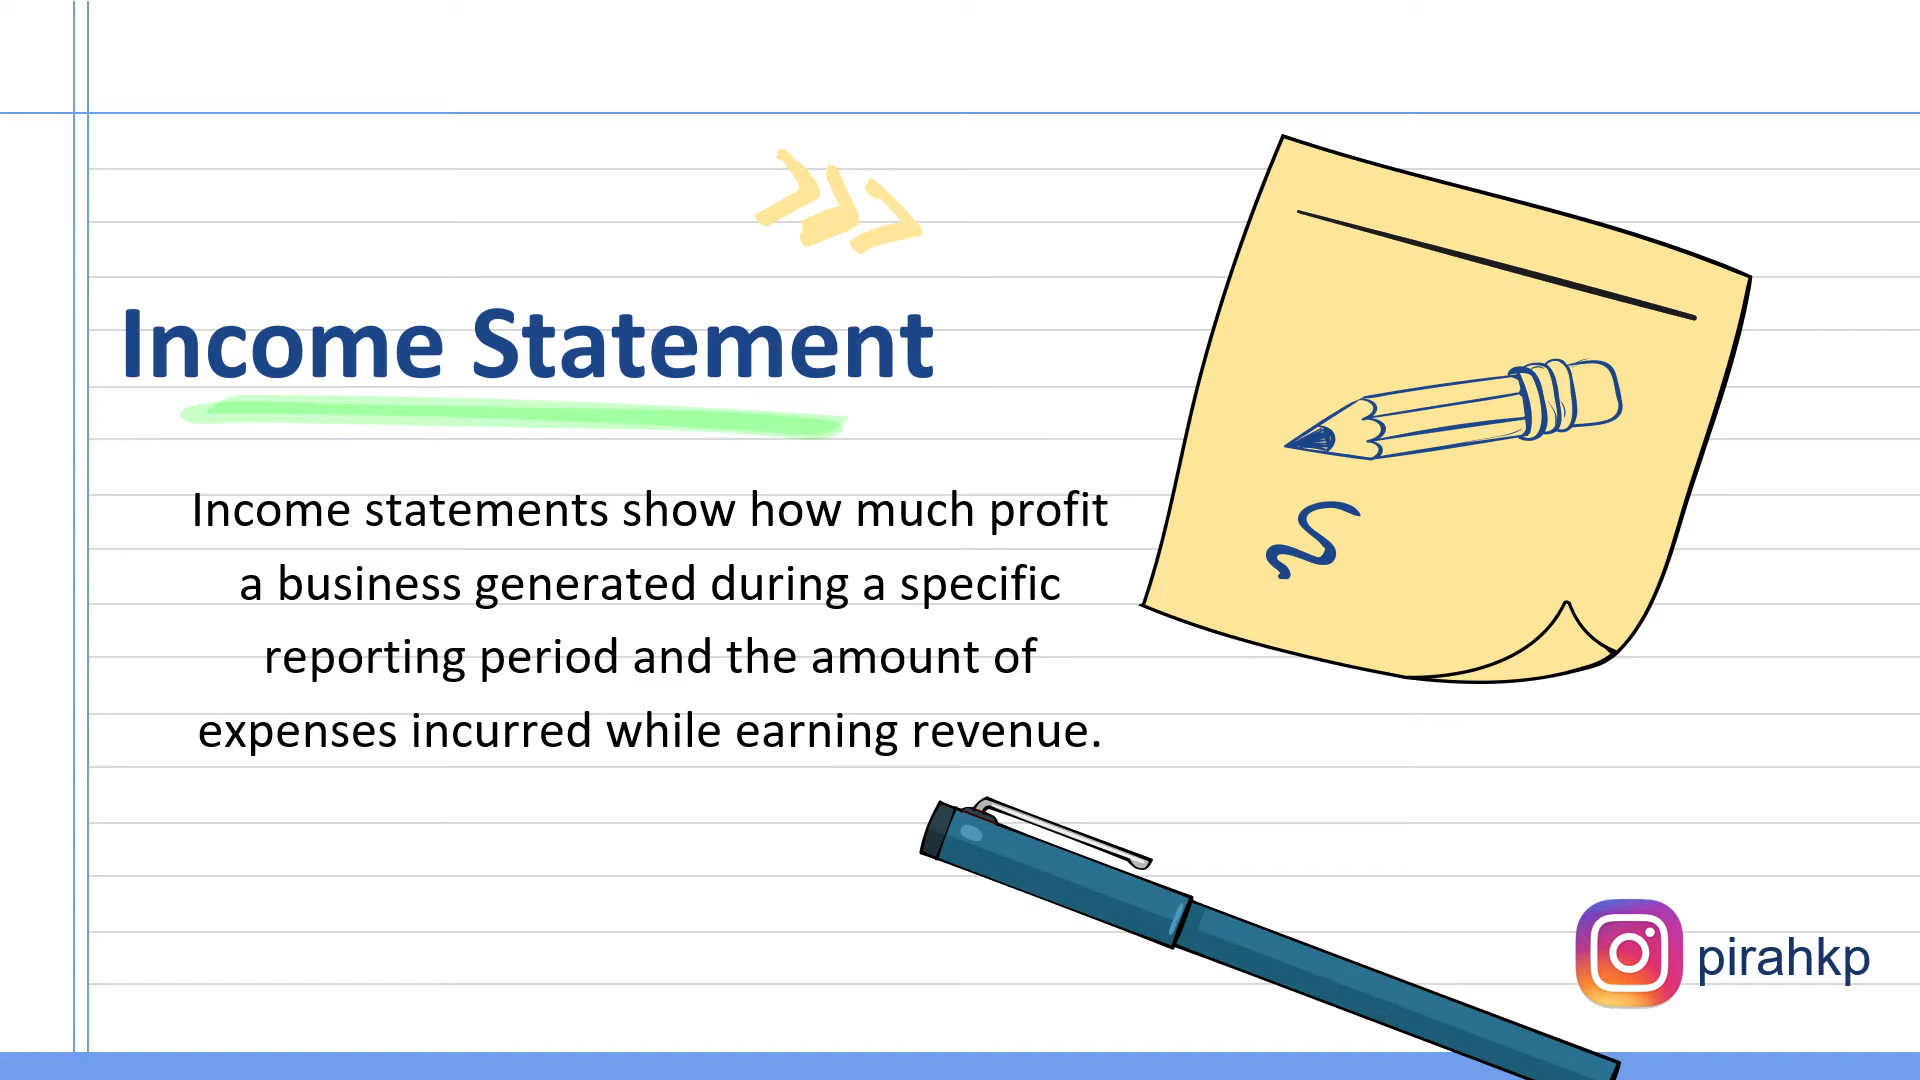 Income Statement
Income statements show how much profit
a business generated during a specific
reporting period and the amount of
expenses incurred while earning revenue.
pirahkp